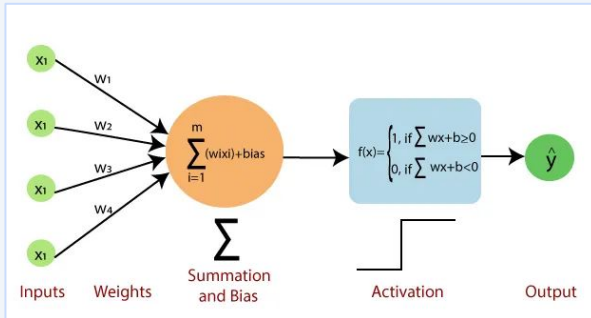 x₁
x₁
x₁
x₁
w₁
w₂
w₃
w₄
m
∑ (wixi)+bias
i=1
f(x)={1, if ∑ wx+b≥0
0, if ∑ wx+b<0
ŷ
∑
Inputs
Weights
Summation
and Bias
Activation
Output